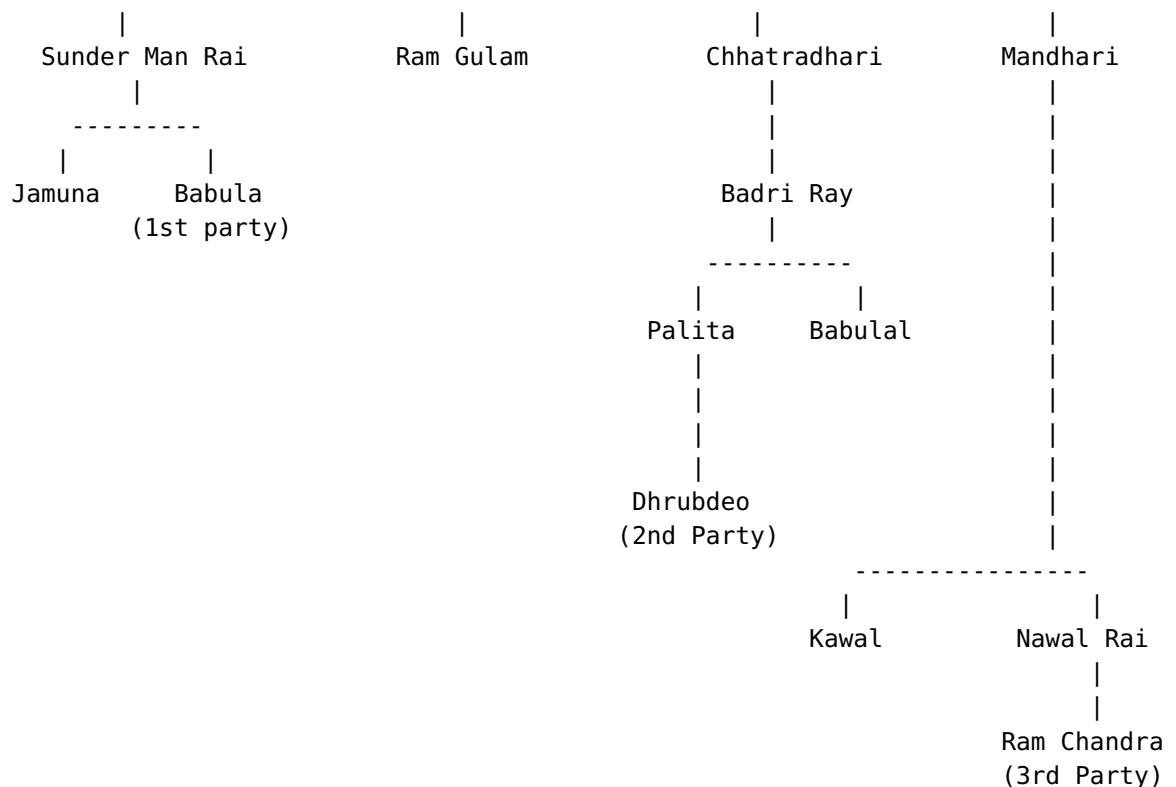 Sunder Man Rai Ram Gulam Chhatradhari Mandhari
Jamuna Babula Badri Ray
(1st party)
Palita Babulal
Dhrubdeo
(2nd Party)
Kawal Nawal Rai
Ram Chandra
(3rd Party)